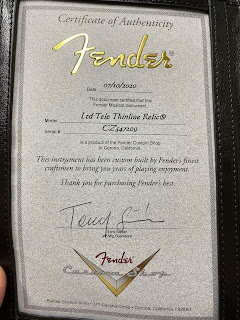 Certificate of Authenticity
Fender
Date 07/10/2020
This document certifies that this
Fender Musical Instrument
Model Ltd Tele Thinline Relic®
Serial # CZ547209
is a product of the Fender Custom Shop
in Corona, California
This instrument has been custom built by Fender's finest
craftsmen to bring you years of playing enjoyment.
Thank you for purchasing Fender's best.
Fender
Custom Shop